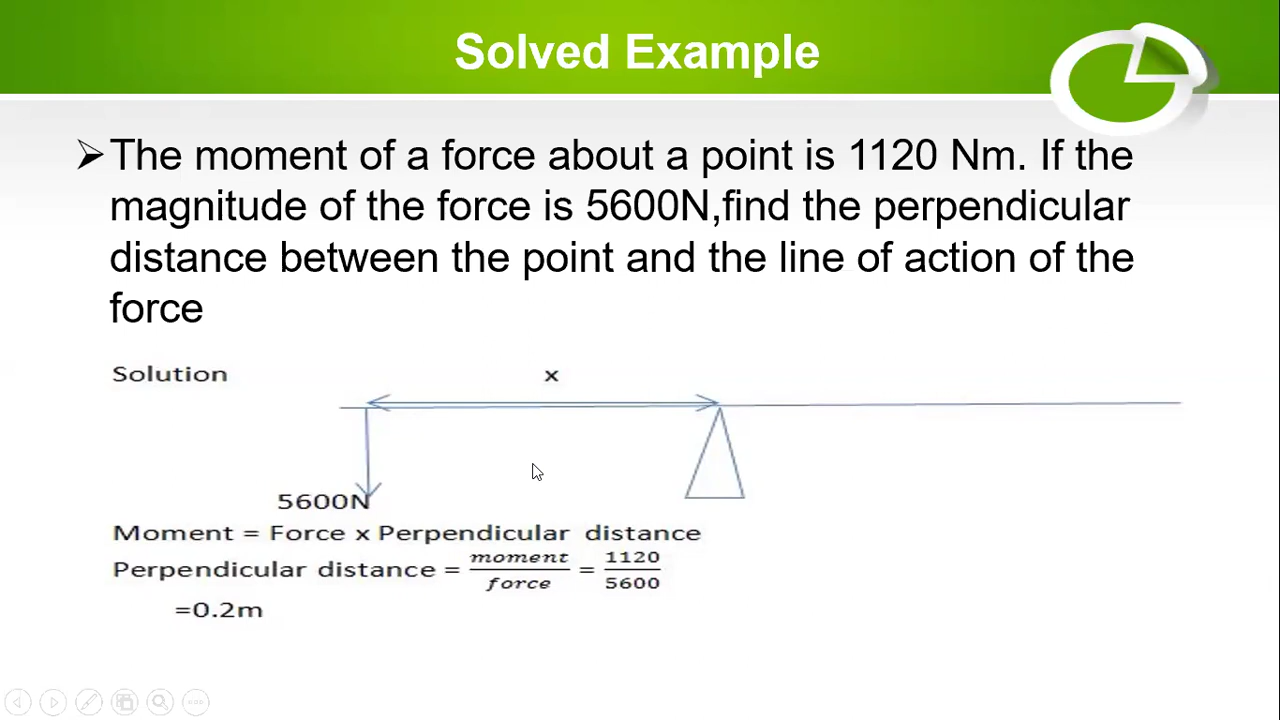 Solved Example
➢The moment of a force about a point is 1120 Nm. If the
magnitude of the force is 5600N,find the perpendicular
distance between the point and the line of action of the
force
Solution
x
5600N
Moment = Force x Perpendicular distance
Perpendicular distance = moment/force = 1120/5600
=0.2m